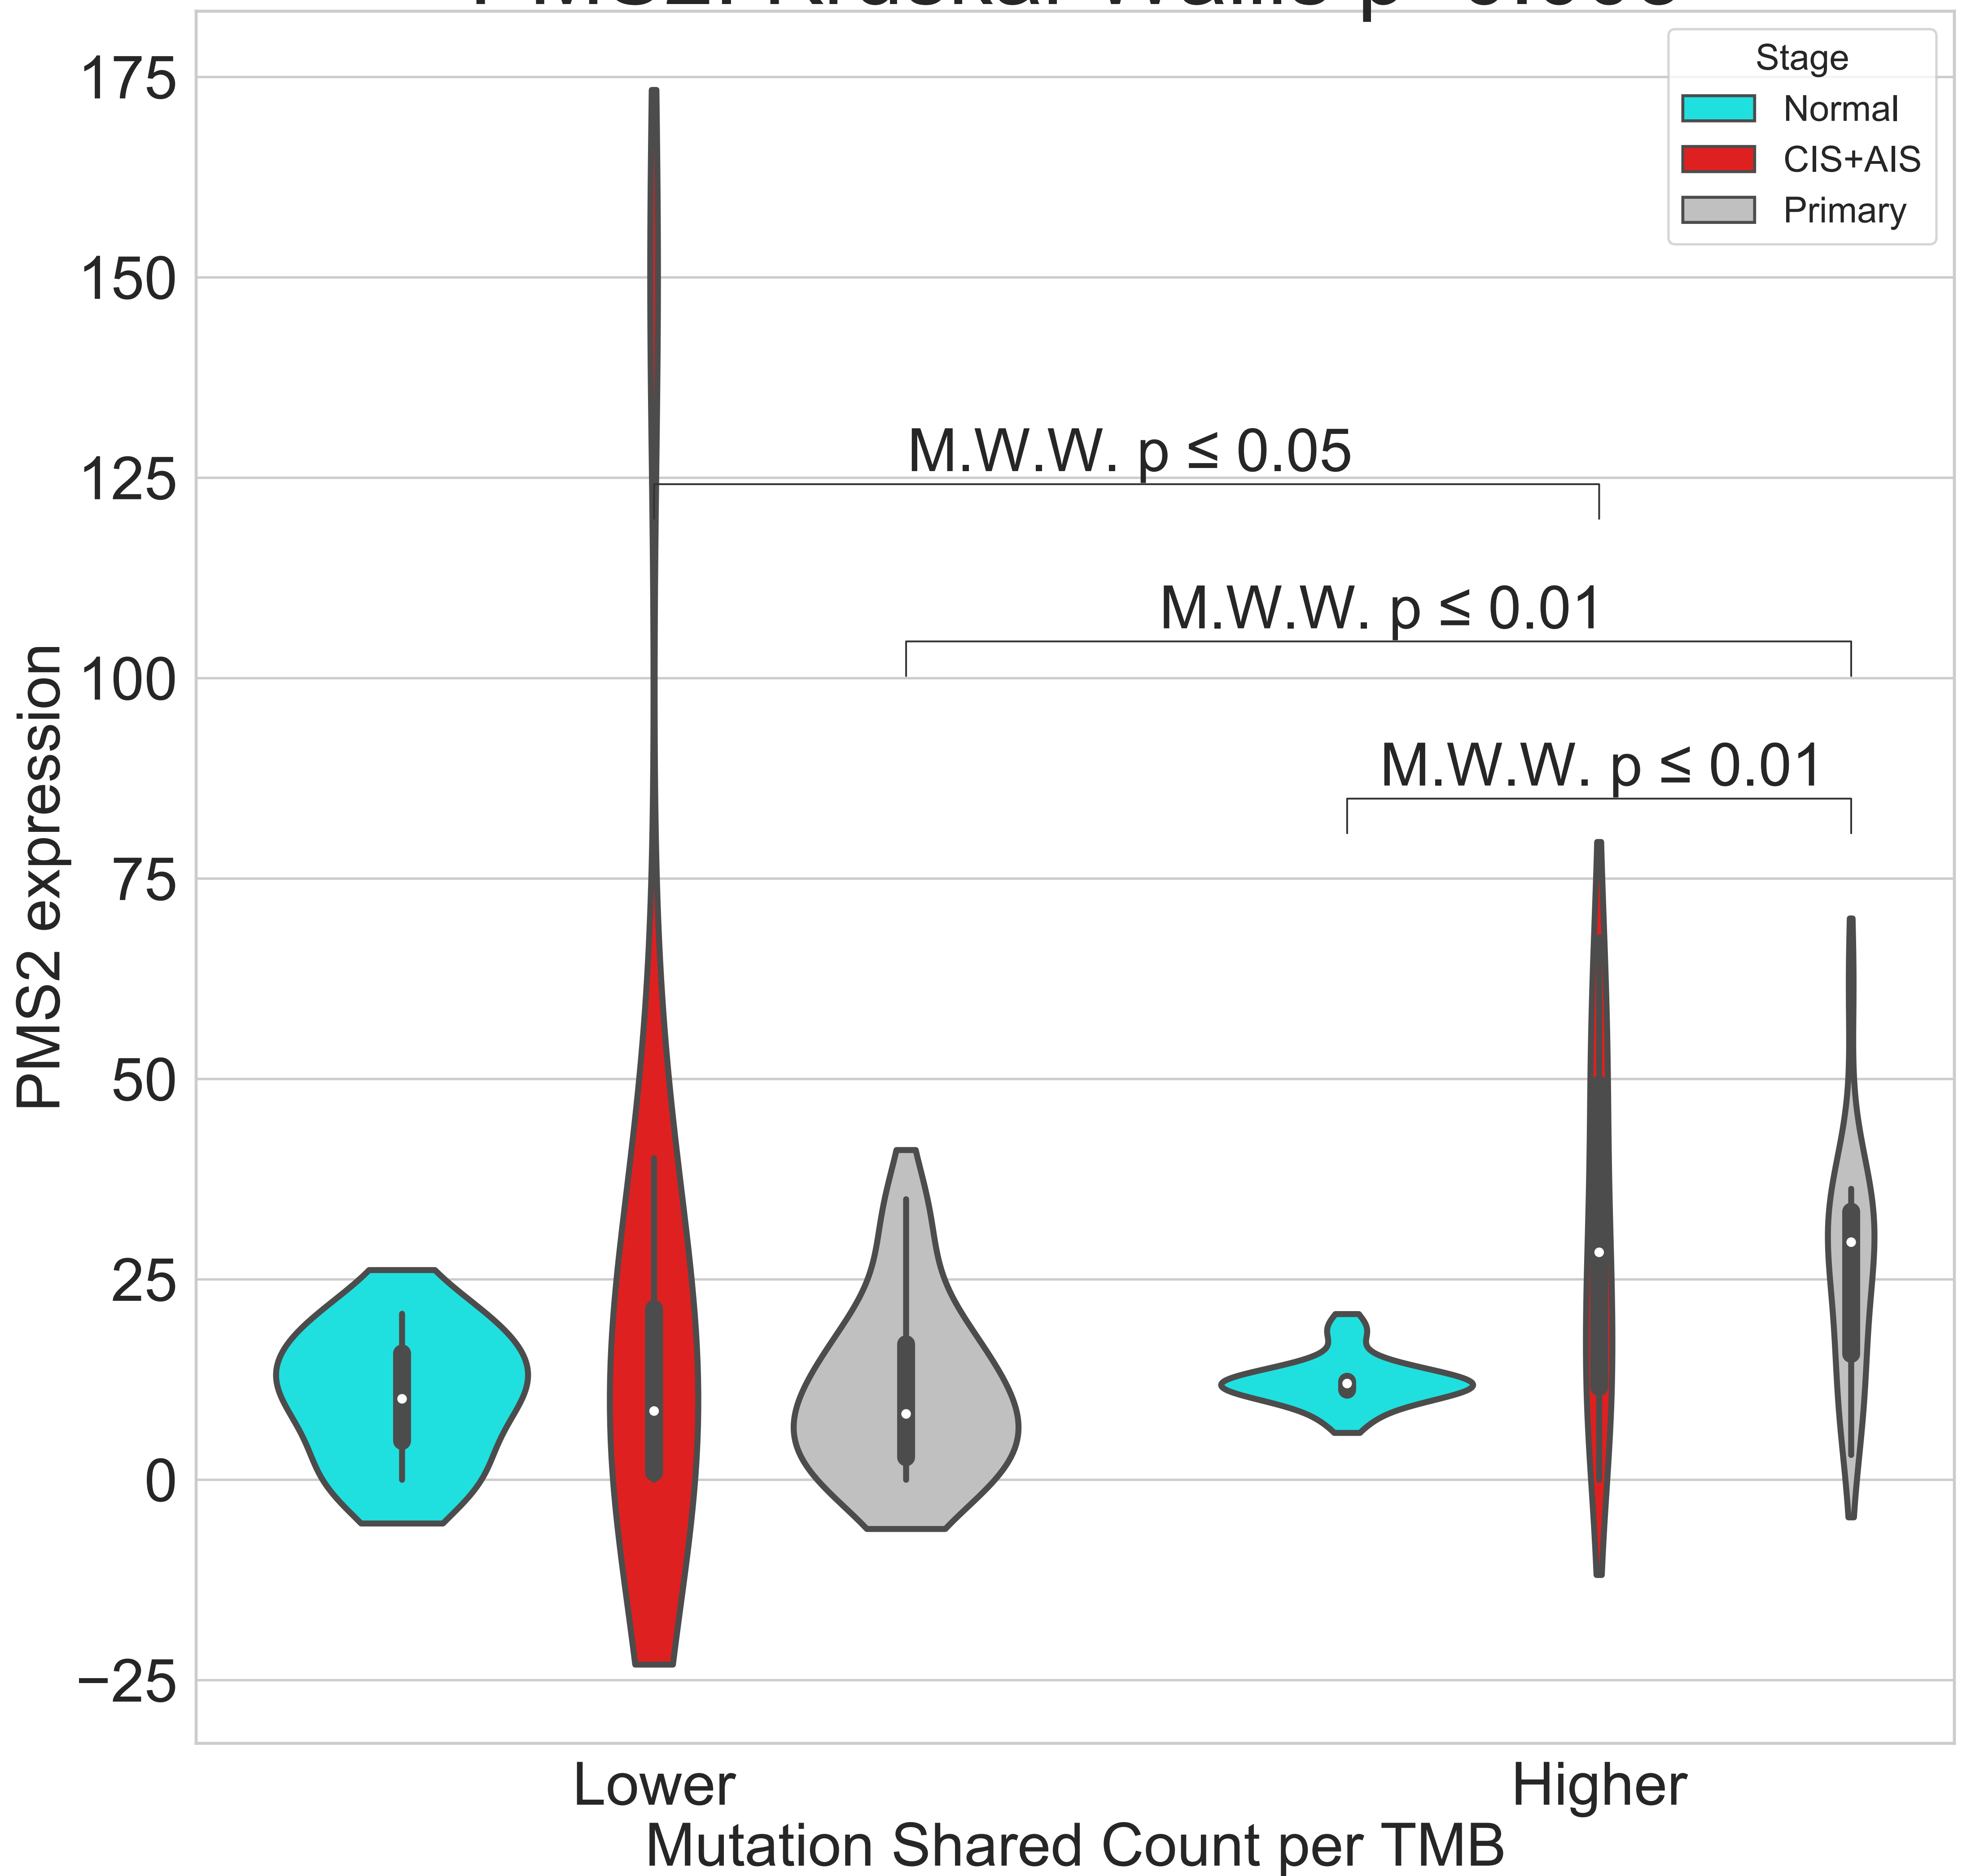 175
150
125
100
75
50
25
0
−25
PMS2 expression
Stage
Normal
CIS+AIS
Primary
M.W.W. p ≤ 0.05
M.W.W. p ≤ 0.01
M.W.W. p ≤ 0.01
Lower
Higher
Mutation Shared Count per TMB